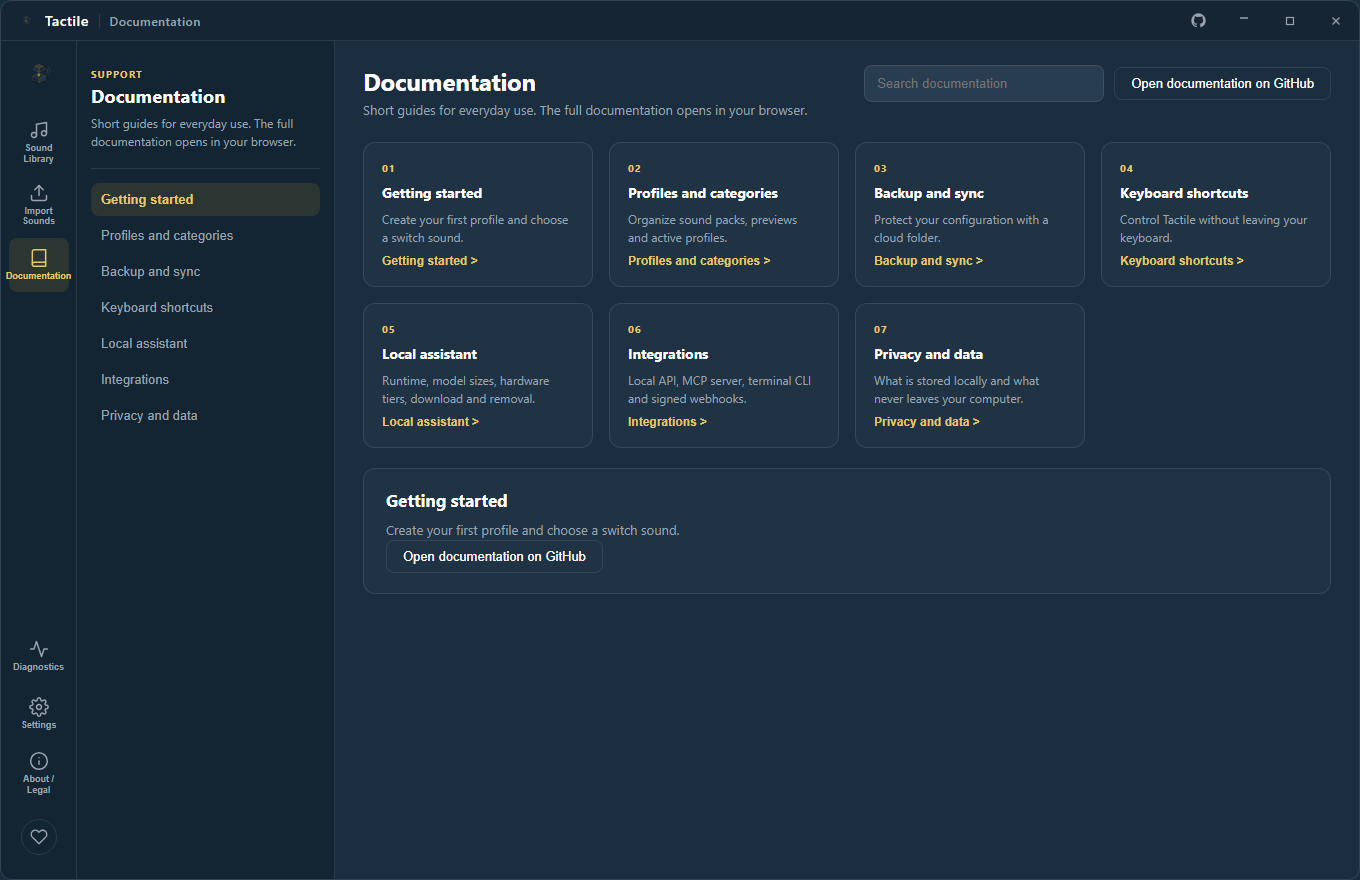 Tactile
Documentation
Sound
Library
Import
Sounds
Documentation
Diagnostics
Settings
About /
Legal
SUPPORT
Documentation
Short guides for everyday use. The full
documentation opens in your browser.
Getting started
Profiles and categories
Backup and sync
Keyboard shortcuts
Local assistant
Integrations
Privacy and data
Documentation
Short guides for everyday use. The full documentation opens in your browser.
Search documentation
Open documentation on GitHub
01
Getting started
Create your first profile and choose
a switch sound.
Getting started >
02
Profiles and categories
Organize sound packs, previews
and active profiles.
Profiles and categories >
03
Backup and sync
Protect your configuration with a
cloud folder.
Backup and sync >
04
Keyboard shortcuts
Control Tactile without leaving your
keyboard.
Keyboard shortcuts >
05
Local assistant
Runtime, model sizes, hardware
tiers, download and removal.
Local assistant >
06
Integrations
Local API, MCP server, terminal CLI
and signed webhooks.
Integrations >
07
Privacy and data
What is stored locally and what
never leaves your computer.
Privacy and data >
Getting started
Create your first profile and choose a switch sound.
Open documentation on GitHub